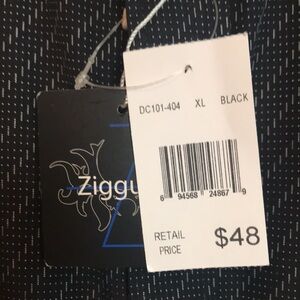 DC101-404 XL BLACK
Ziggu
6 94568 24867 9
RETAIL
PRICE $48